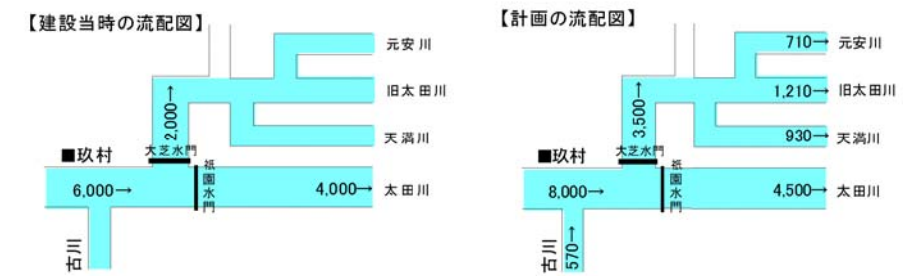 【建設当時の流配図】
元安川
旧太田川
天満川
2,000→
大芝水門
■玖村
祇園水門
6,000→
4,000→
太田川
古川
【計画の流配図】
710→
元安川
1,210→
旧太田川
930→
天満川
3,500→
大芝水門
■玖村
祇園水門
8,000→
4,500→
太田川
古川
570→